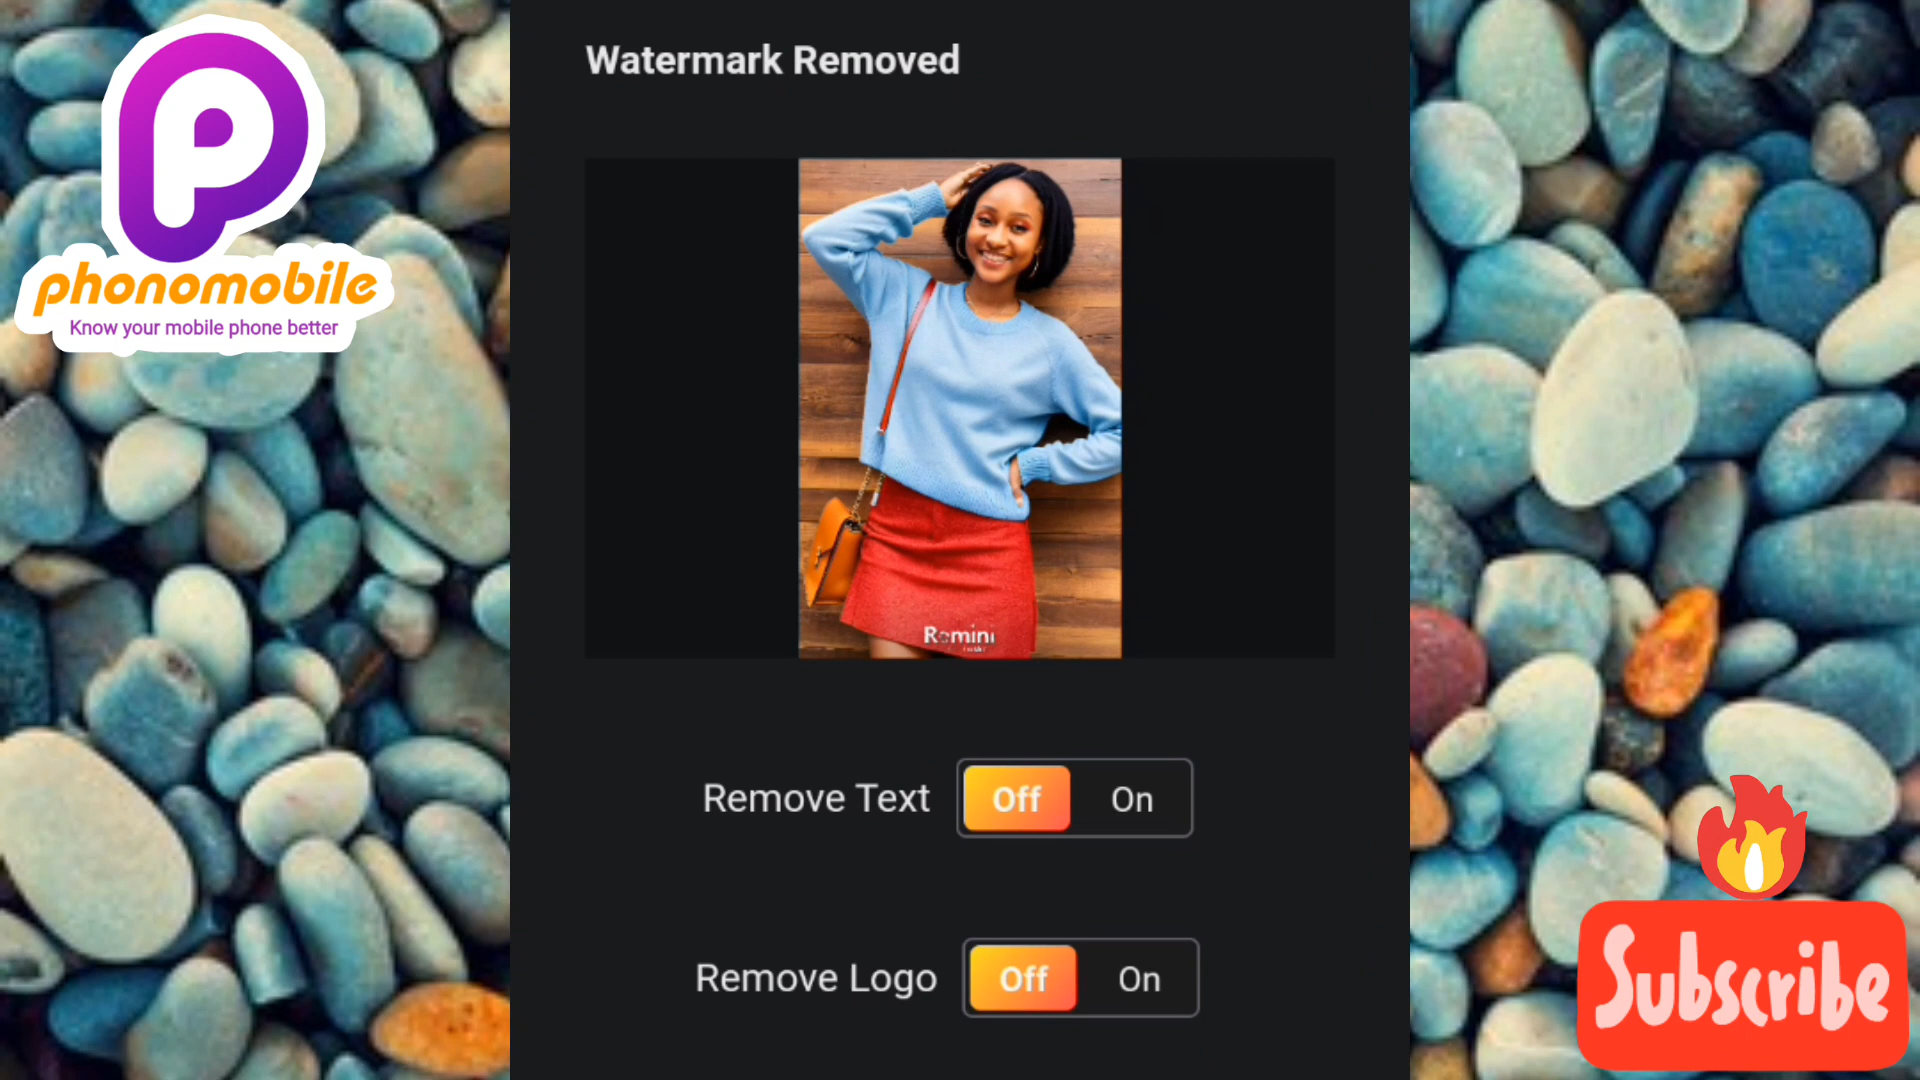 Watermark Removed
phonomobile
Know your mobile phone better
Remini
Remove Text Off On
Remove Logo Off On
Subscribe